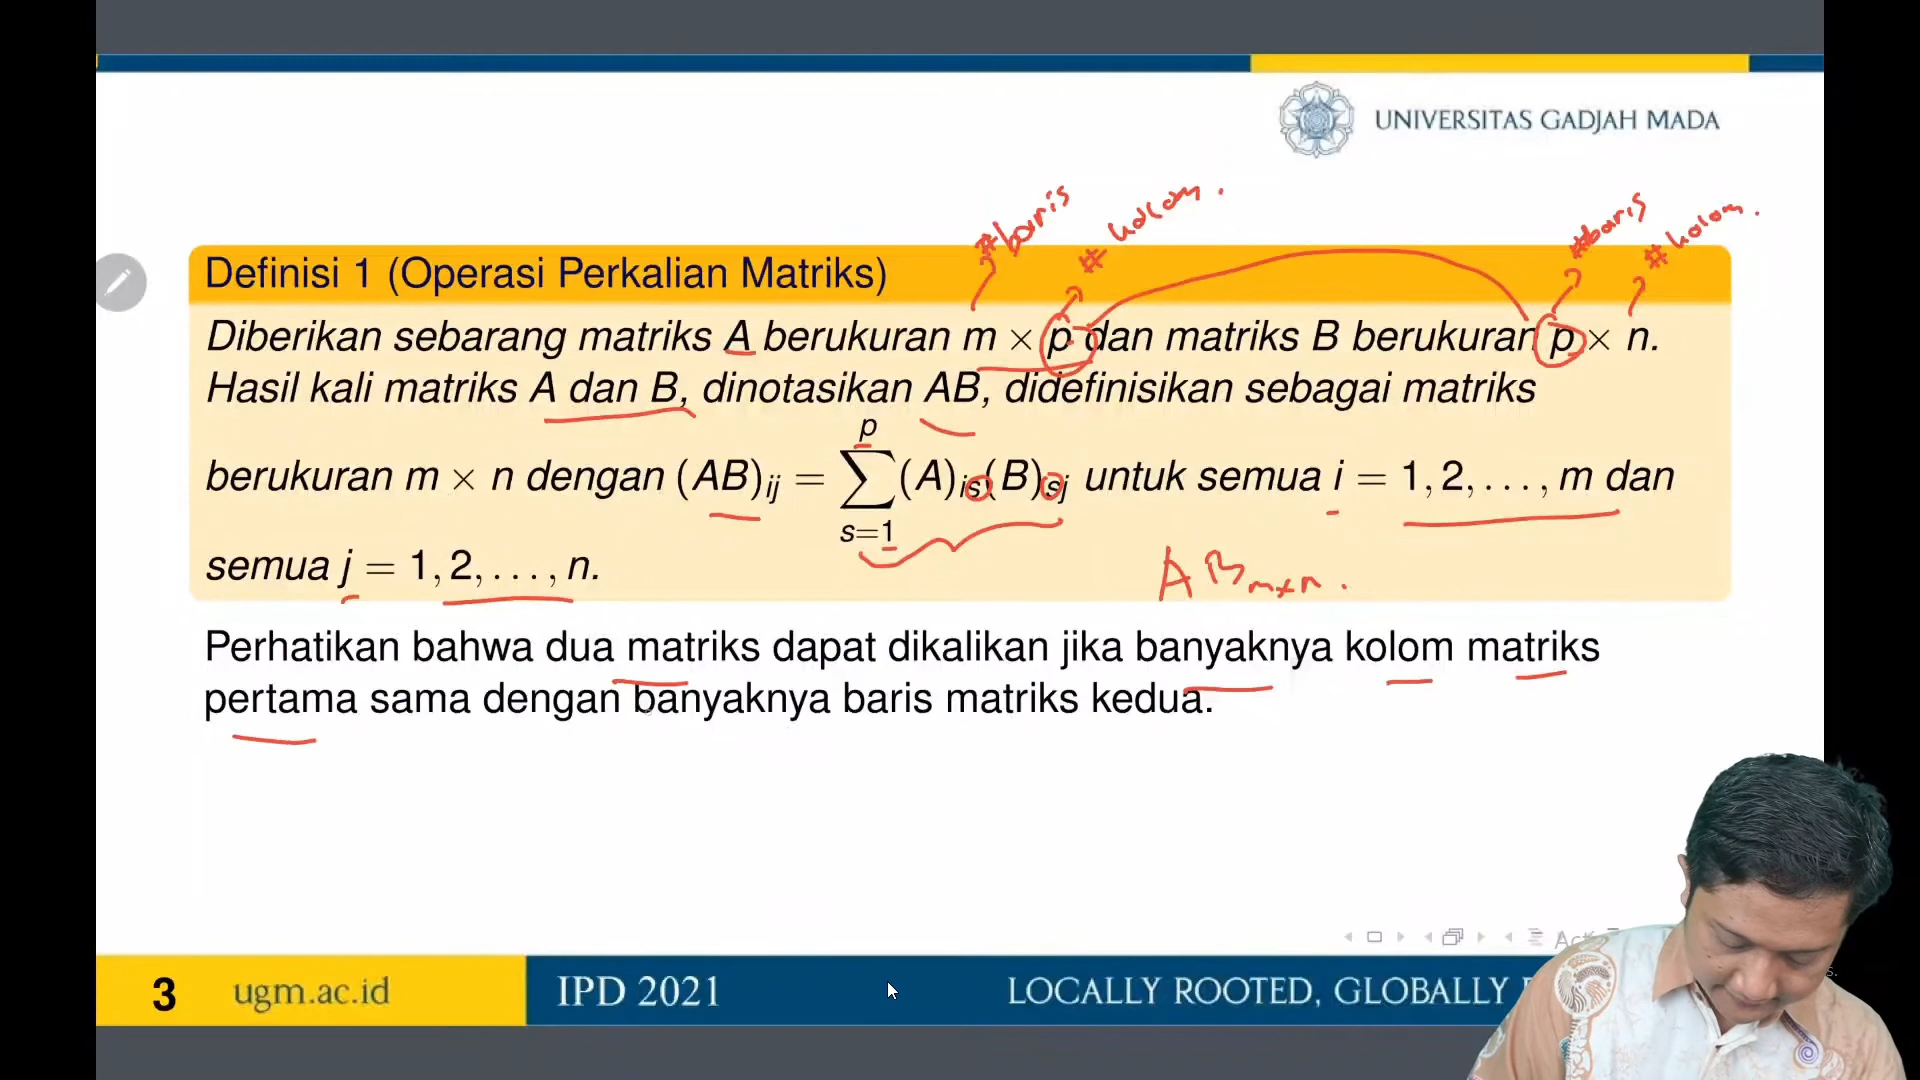 UNIVERSITAS GADJAH MADA
#baris # kolom. #baris # kolom.
Definisi 1 (Operasi Perkalian Matriks)
Diberikan sebarang matriks A berukuran m × p dan matriks B berukuran p × n.
Hasil kali matriks A dan B, dinotasikan AB, didefinisikan sebagai matriks
berukuran m × n dengan (AB)ij = p∑s=1 (A)is(B)sj untuk semua i = 1, 2, . . . , m dan
semua j = 1, 2, . . . , n.
AB m×n.
Perhatikan bahwa dua matriks dapat dikalikan jika banyaknya kolom matriks
pertama sama dengan banyaknya baris matriks kedua.
3 ugm.ac.id IPD 2021 LOCALLY ROOTED, GLOBALLY